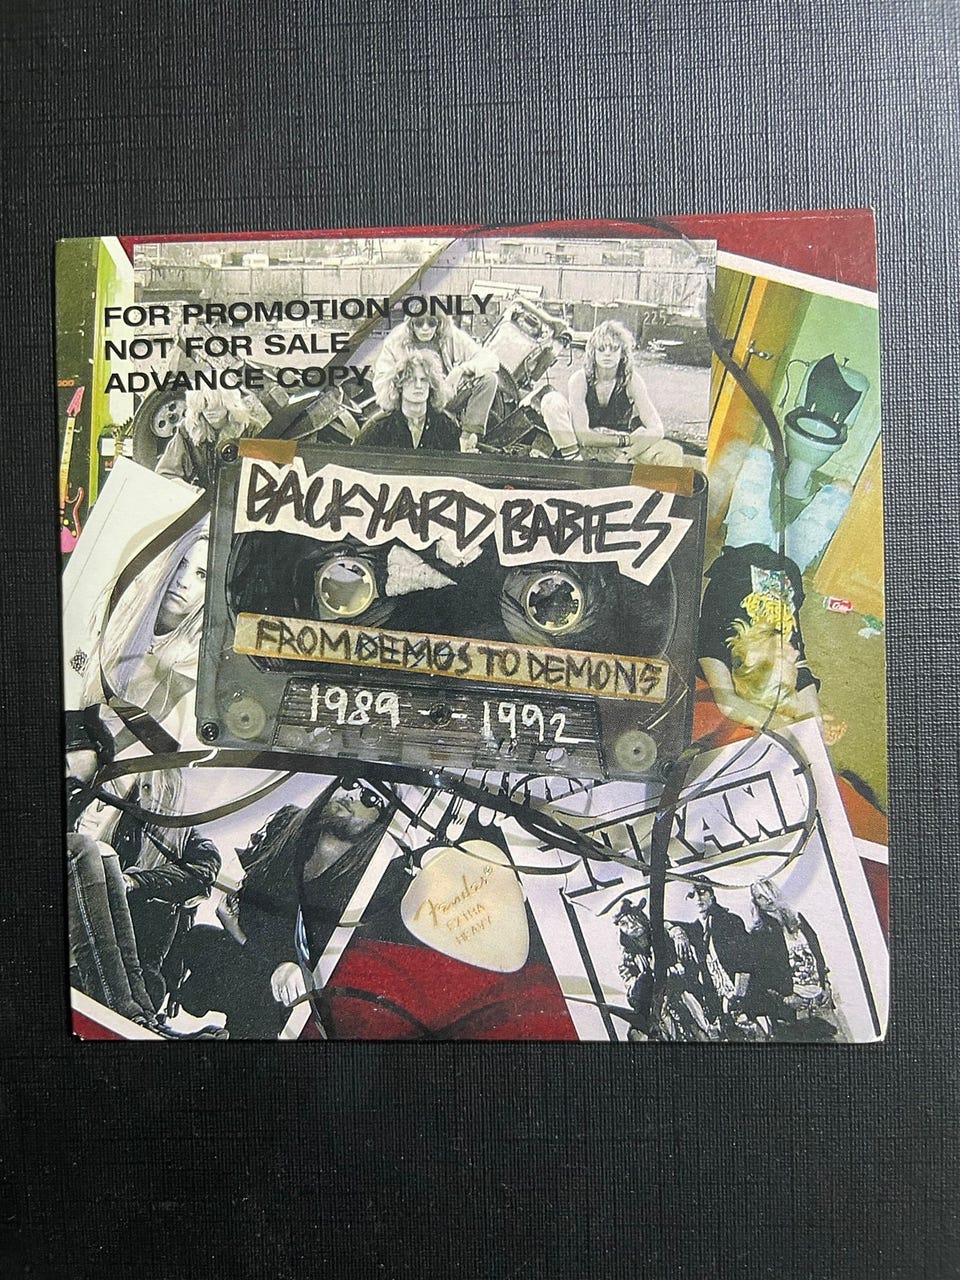 FOR PROMOTION ONLY
NOT FOR SALE
ADVANCE COPY
BACKYARD BABIES
FROM DEMOS TO DEMONS
1989 - 1992
Fender
EXTRA
HEAVY